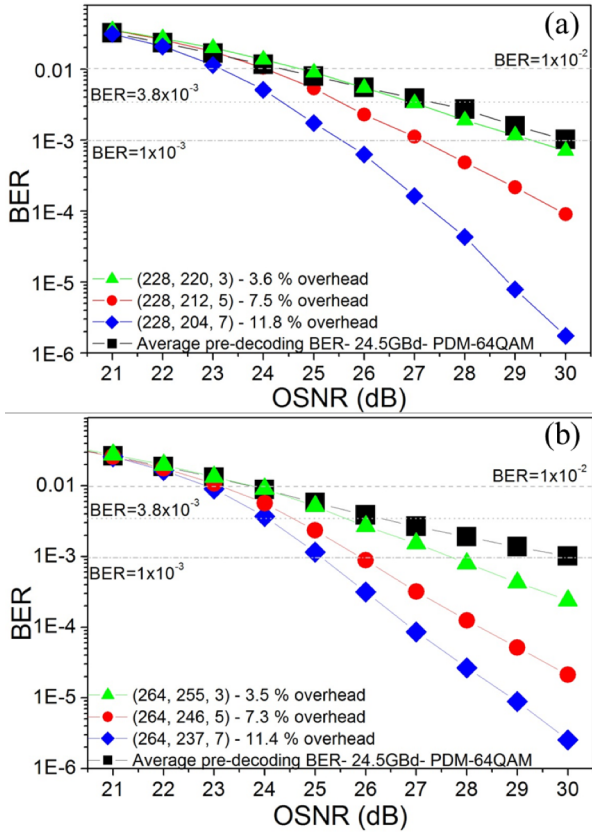 (a)
BER=1x10⁻²
0.01
BER=3.8x10⁻³
1E-3
BER=1x10⁻³
BER
1E-4
1E-5
1E-6
(228, 220, 3) - 3.6 % overhead
(228, 212, 5) - 7.5 % overhead
(228, 204, 7) - 11.8 % overhead
Average pre-decoding BER- 24.5GBd- PDM-64QAM
21 22 23 24 25 26 27 28 29 30
OSNR (dB)
(b)
BER=1x10⁻²
0.01
BER=3.8x10⁻³
1E-3
BER=1x10⁻³
BER
1E-4
1E-5
1E-6
(264, 255, 3) - 3.5 % overhead
(264, 246, 5) - 7.3 % overhead
(264, 237, 7) - 11.4 % overhead
Average pre-decoding BER- 24.5GBd- PDM-64QAM
21 22 23 24 25 26 27 28 29 30
OSNR (dB)